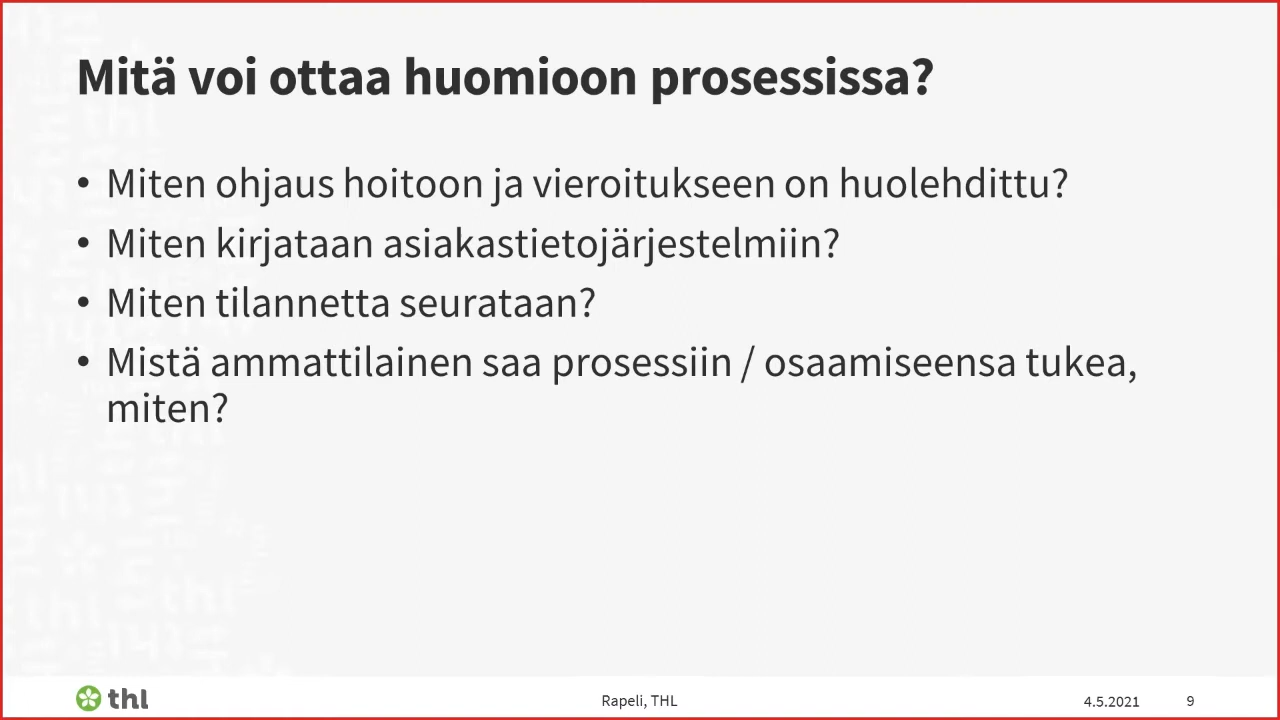 Mitä voi ottaa huomioon prosessissa?
• Miten ohjaus hoitoon ja vieroitukseen on huolehdittu?
• Miten kirjataan asiakastietojärjestelmiin?
• Miten tilannetta seurataan?
• Mistä ammattilainen saa prosessiin / osaamiseensa tukea,
miten?
thl
Rapeli, THL
4.5.2021
9